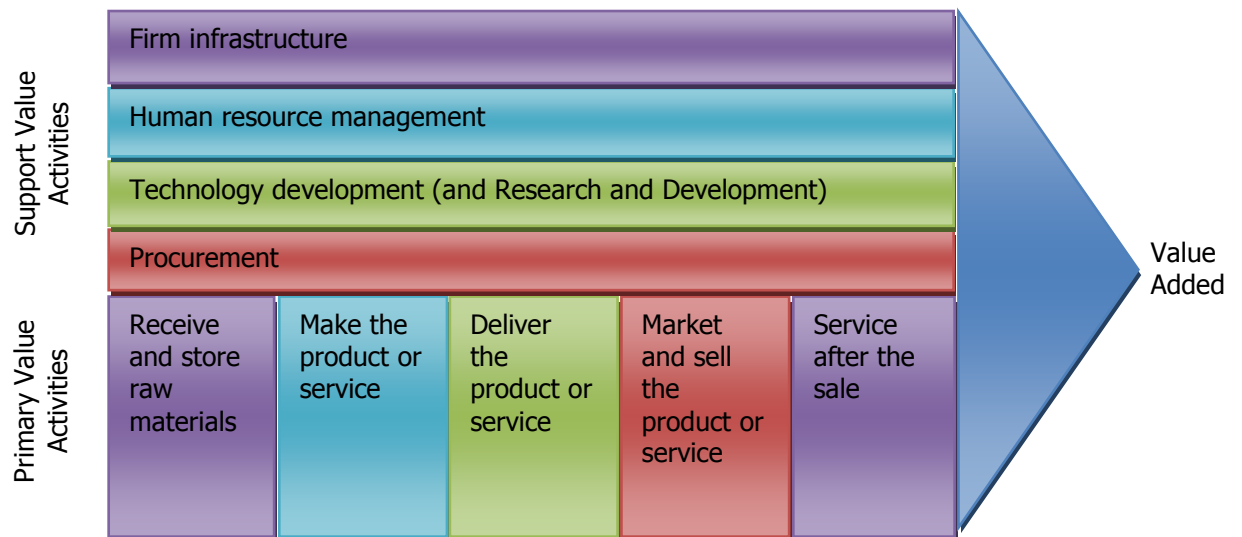 Support Value
Activities
Firm infrastructure
Human resource management
Technology development (and Research and Development)
Procurement
Primary Value
Activities
Receive
and store
raw
materials
Make the
product or
service
Deliver
the
product or
service
Market
and sell
the
product or
service
Service
after the
sale
Value
Added